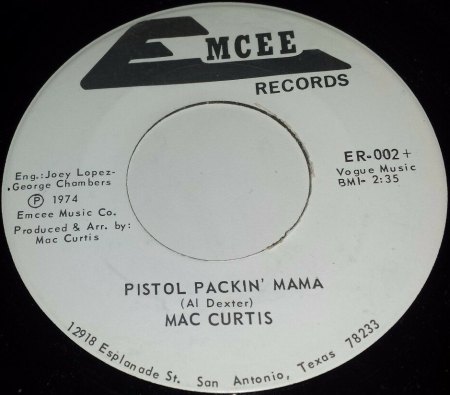 EMCEE
RECORDS
Eng.:Joey Lopez-
George Chambers
Ⓟ 1974
Emcee Music Co.
Produced & Arr. by:
Mac Curtis
ER-002+
Vogue Music
BMI- 2:35
PISTOL PACKIN' MAMA
(Al Dexter)
MAC CURTIS
12918 Esplanade St. San Antonio, Texas 78233